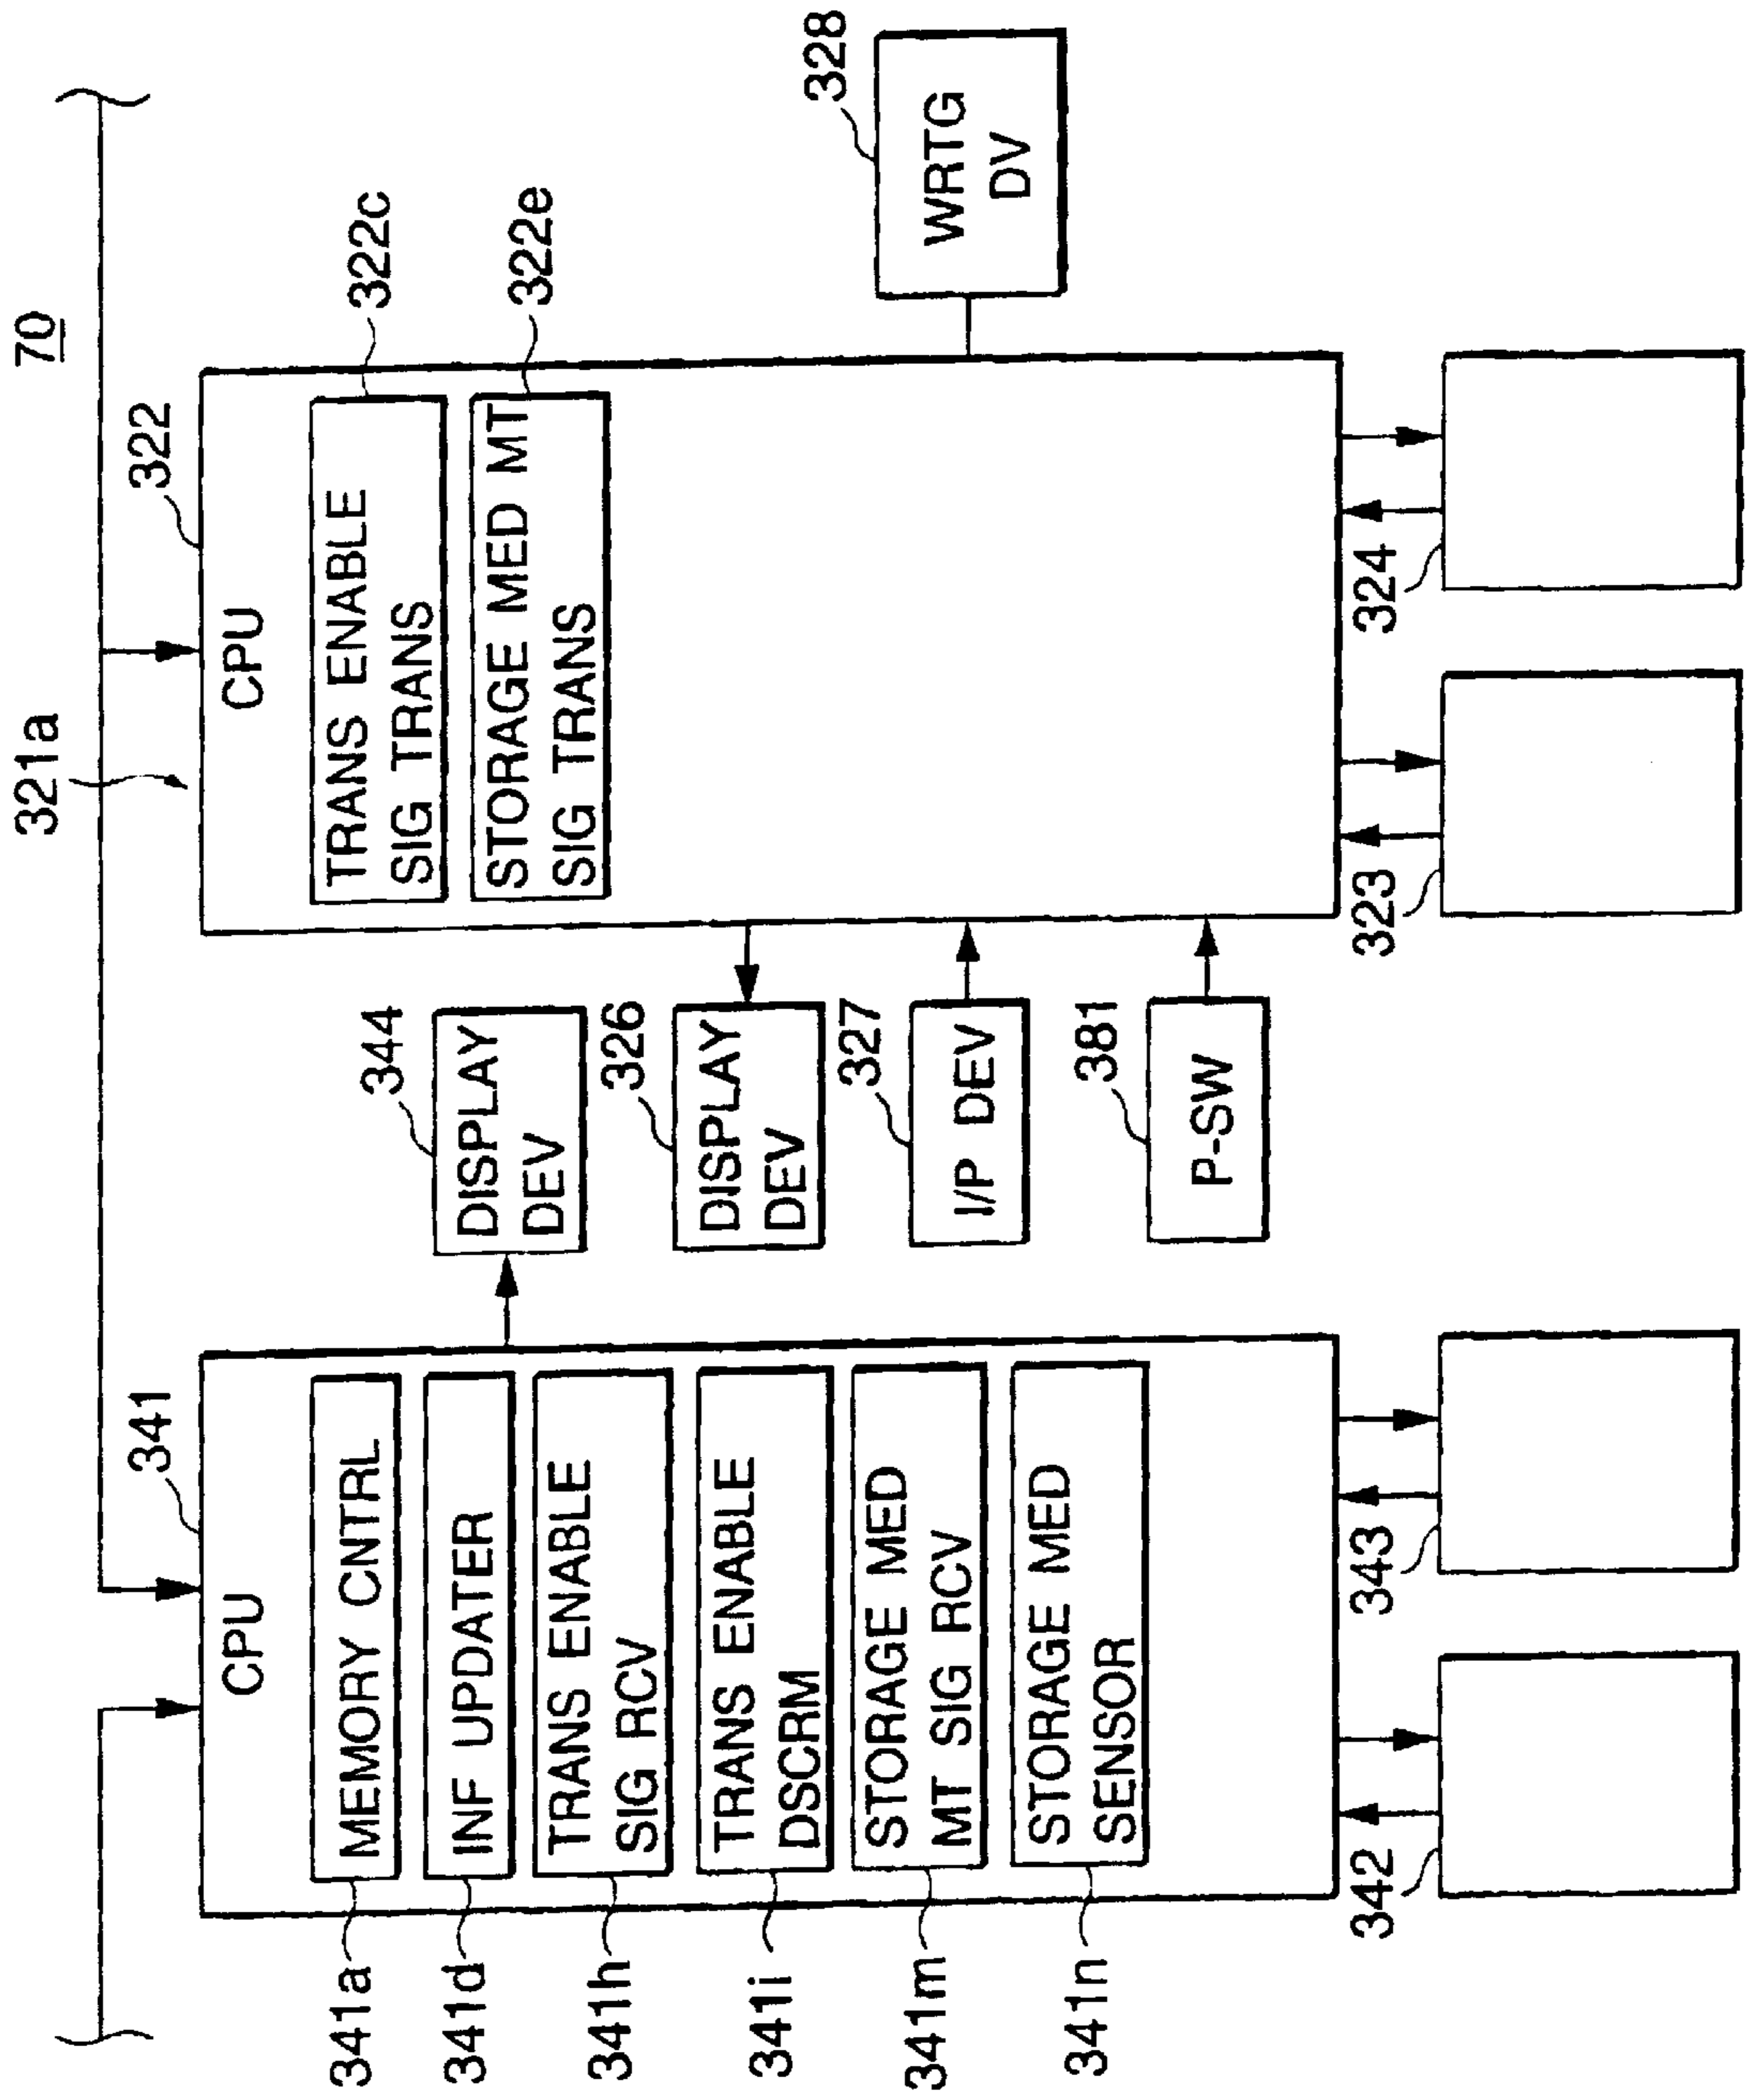 70
321a
341
CPU
MEMORY CNTRL
INF UPDATER
TRANS ENABLE
SIG RCV
TRANS ENABLE
DSCRM
STORAGE MED
MT SIG RCV
STORAGE MED
SENSOR
341a
341d
341h
341i
341m
341n
342
343
344
DISPLAY
DEV
326
DISPLAY
DEV
327
I/P DEV
381
P-SW
322
CPU
TRANS ENABLE
SIG TRANS
STORAGE MED MT
SIG TRANS
322c
322e
323
324
328
WRTG
DV